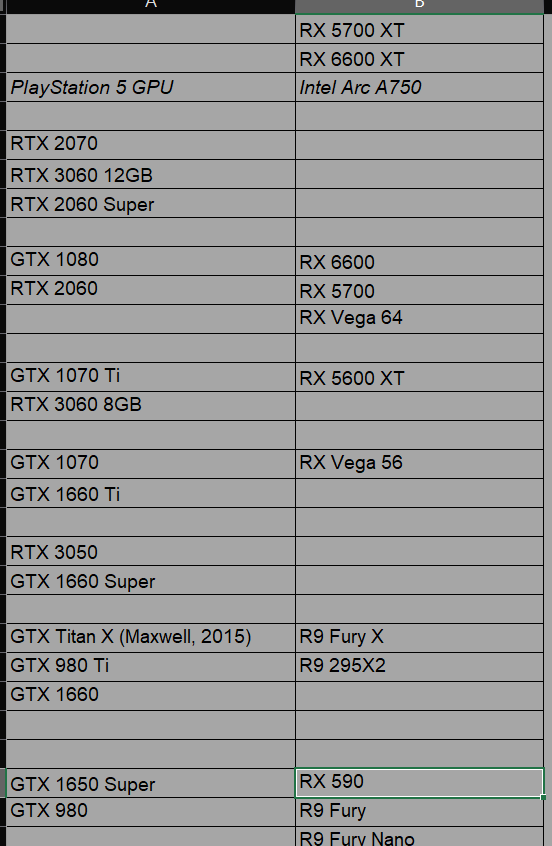 A B
RX 5700 XT
RX 6600 XT
PlayStation 5 GPU Intel Arc A750
RTX 2070
RTX 3060 12GB
RTX 2060 Super
GTX 1080 RX 6600
RTX 2060 RX 5700
RX Vega 64
GTX 1070 Ti RX 5600 XT
RTX 3060 8GB
GTX 1070 RX Vega 56
GTX 1660 Ti
RTX 3050
GTX 1660 Super
GTX Titan X (Maxwell, 2015) R9 Fury X
GTX 980 Ti R9 295X2
GTX 1660
GTX 1650 Super RX 590
GTX 980 R9 Fury
R9 Fury Nano